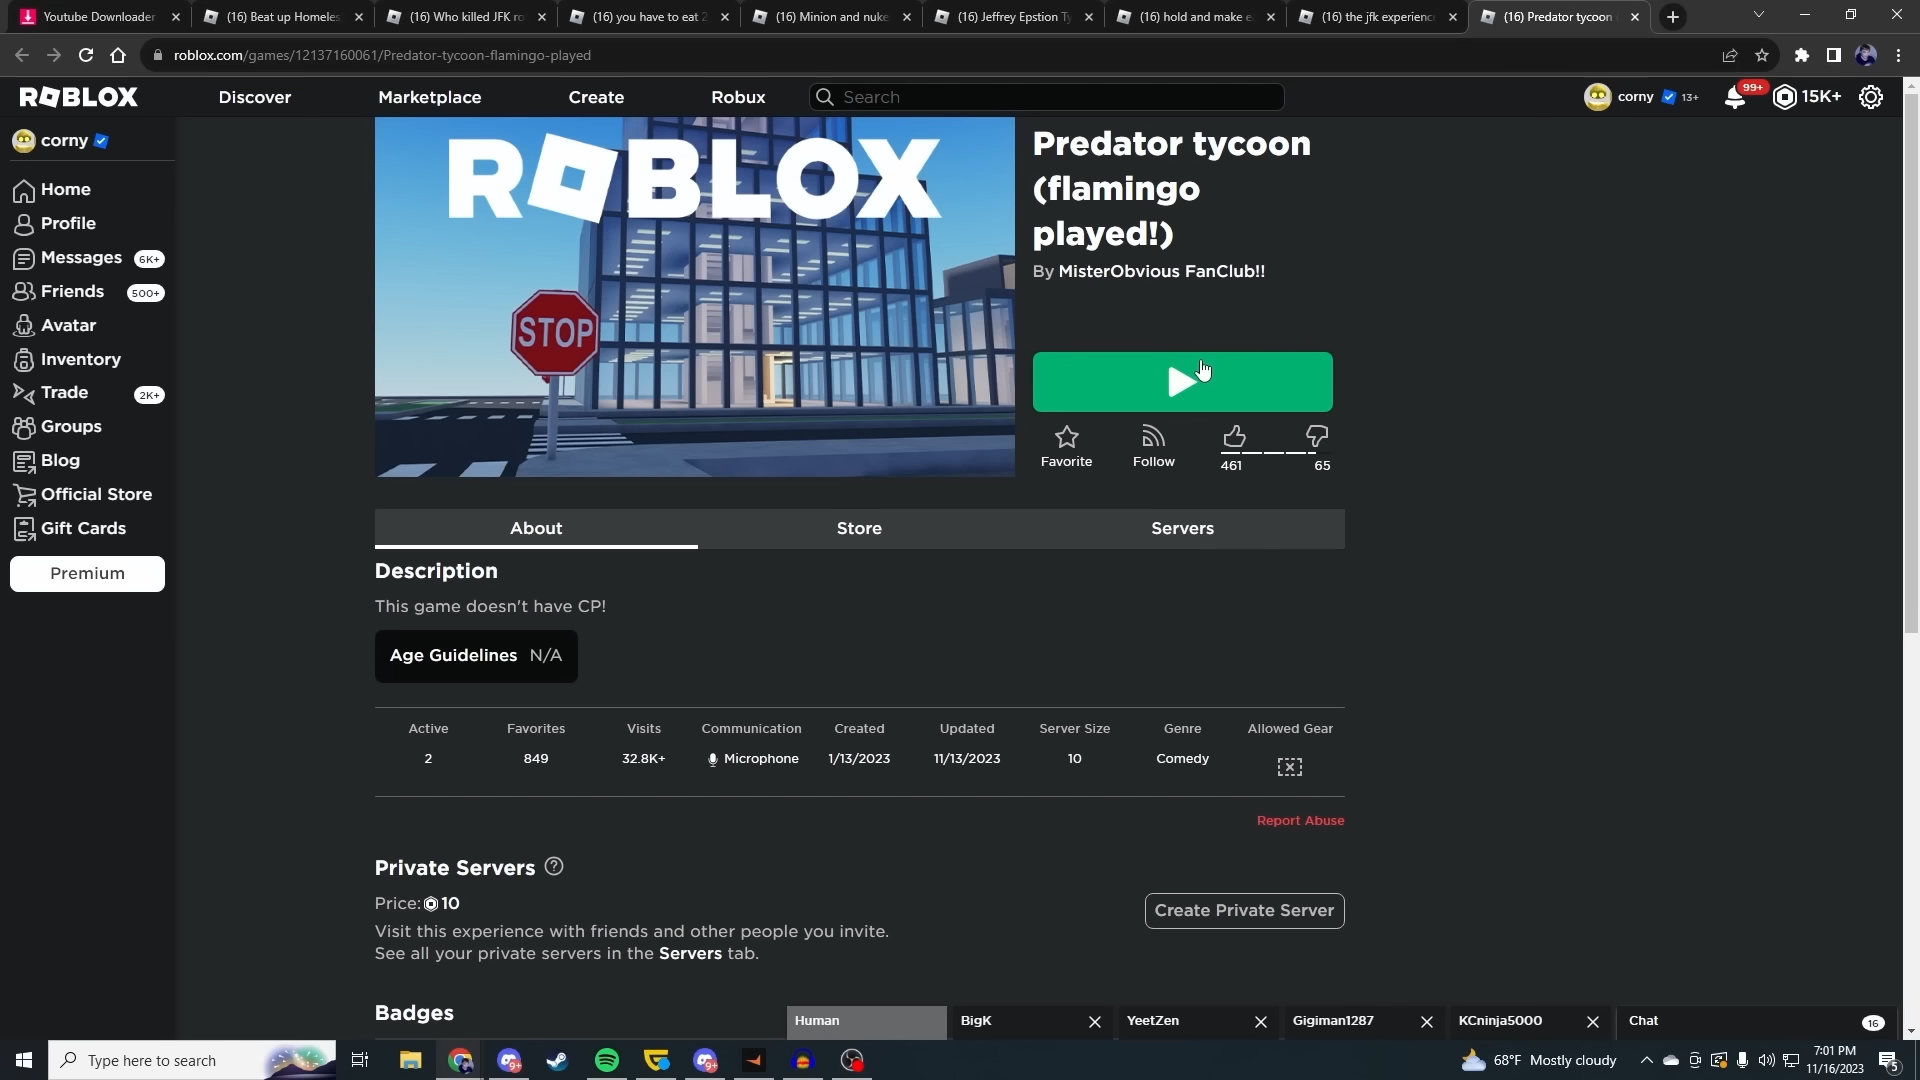 Youtube Downloader
(16) Beat up Homeles
(16) Who killed JFK ro
(16) you have to eat 2
(16) Minion and nuke
(16) Jeffrey Epstion Ty
(16) hold and make e
(16) the jfk experienc
(16) Predator tycoon
roblox.com/games/12137160061/Predator-tycoon-flamingo-played
ROBLOX
Discover
Marketplace
Create
Robux
Search
corny
13+
99+
15K+
corny
Home
Profile
Messages 6K+
Friends 500+
Avatar
Inventory
Trade 2K+
Groups
Blog
Official Store
Gift Cards
Premium
ROBLOX
STOP
Predator tycoon
(flamingo
played!)
By MisterObvious FanClub!!
Favorite
Follow
461
65
About
Store
Servers
Description
This game doesn't have CP!
Age Guidelines N/A
Active Favorites Visits Communication Created Updated Server Size Genre Allowed Gear
2 849 32.8K+ Microphone 1/13/2023 11/13/2023 10 Comedy
Report Abuse
Private Servers
Price: 10
Create Private Server
Visit this experience with friends and other people you invite.
See all your private servers in the Servers tab.
Badges
Human
BigK
YeetZen
Gigiman1287
KCninja5000
Chat
16
Type here to search
9+
9+
68°F Mostly cloudy
7:01 PM
11/16/2023
5